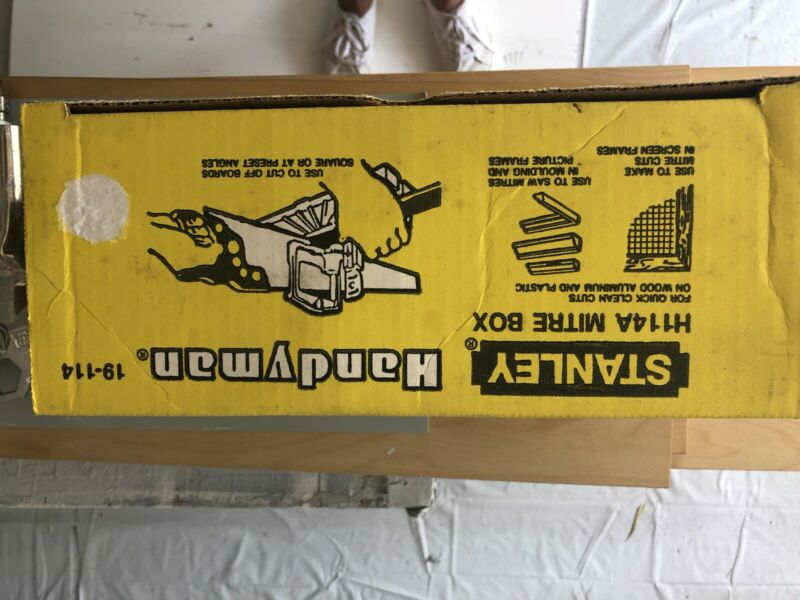 STANLEY® Handyman® 19-114
H114A MITRE BOX
FOR QUICK CLEAN CUTS
ON WOOD ALUMINUM AND PLASTIC
USE TO MAKE
MITRE CUTS
IN SCREEN FRAMES
USE TO SAW MITRES
IN MOULDING AND
PICTURE FRAMES
USE TO CUT OFF BOARDS
SQUARE OR AT PRESET ANGLES